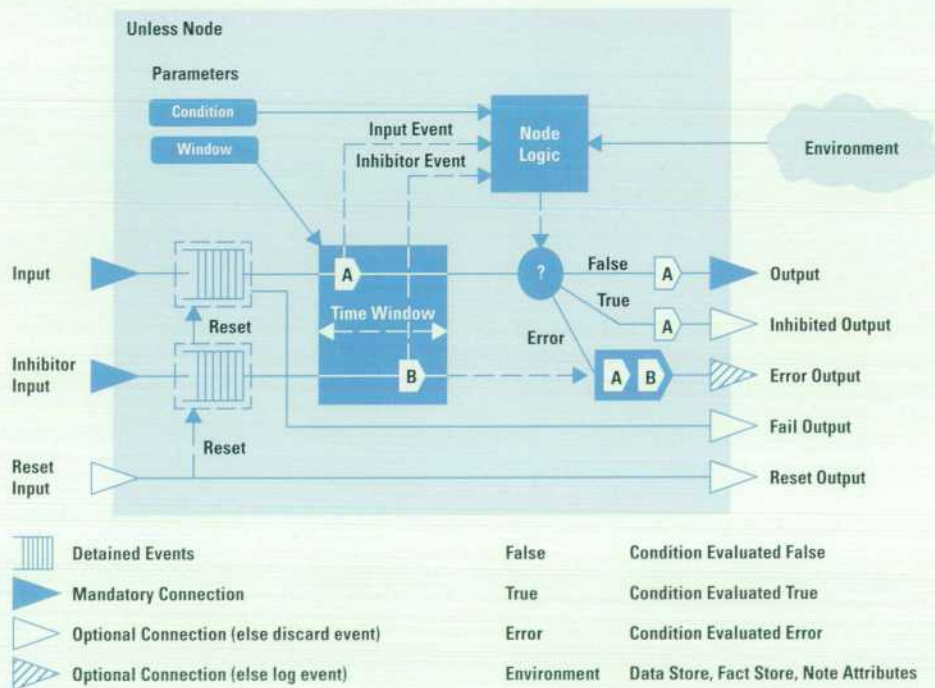 Unless Node
Parameters
Condition
Window
Input Event
Inhibitor Event
Node
Logic
Environment
Input
A
?
False
A
Output
Reset
Time Window
True
A
Inhibited Output
Error
Inhibitor
Input
B
A B
Error Output
Reset
Fail Output
Reset
Input
Reset Output
Detained Events
False Condition Evaluated False
Mandatory Connection
True Condition Evaluated True
Optional Connection (else discard event)
Error Condition Evaluated Error
Optional Connection (else log event)
Environment Data Store, Fact Store, Note Attributes